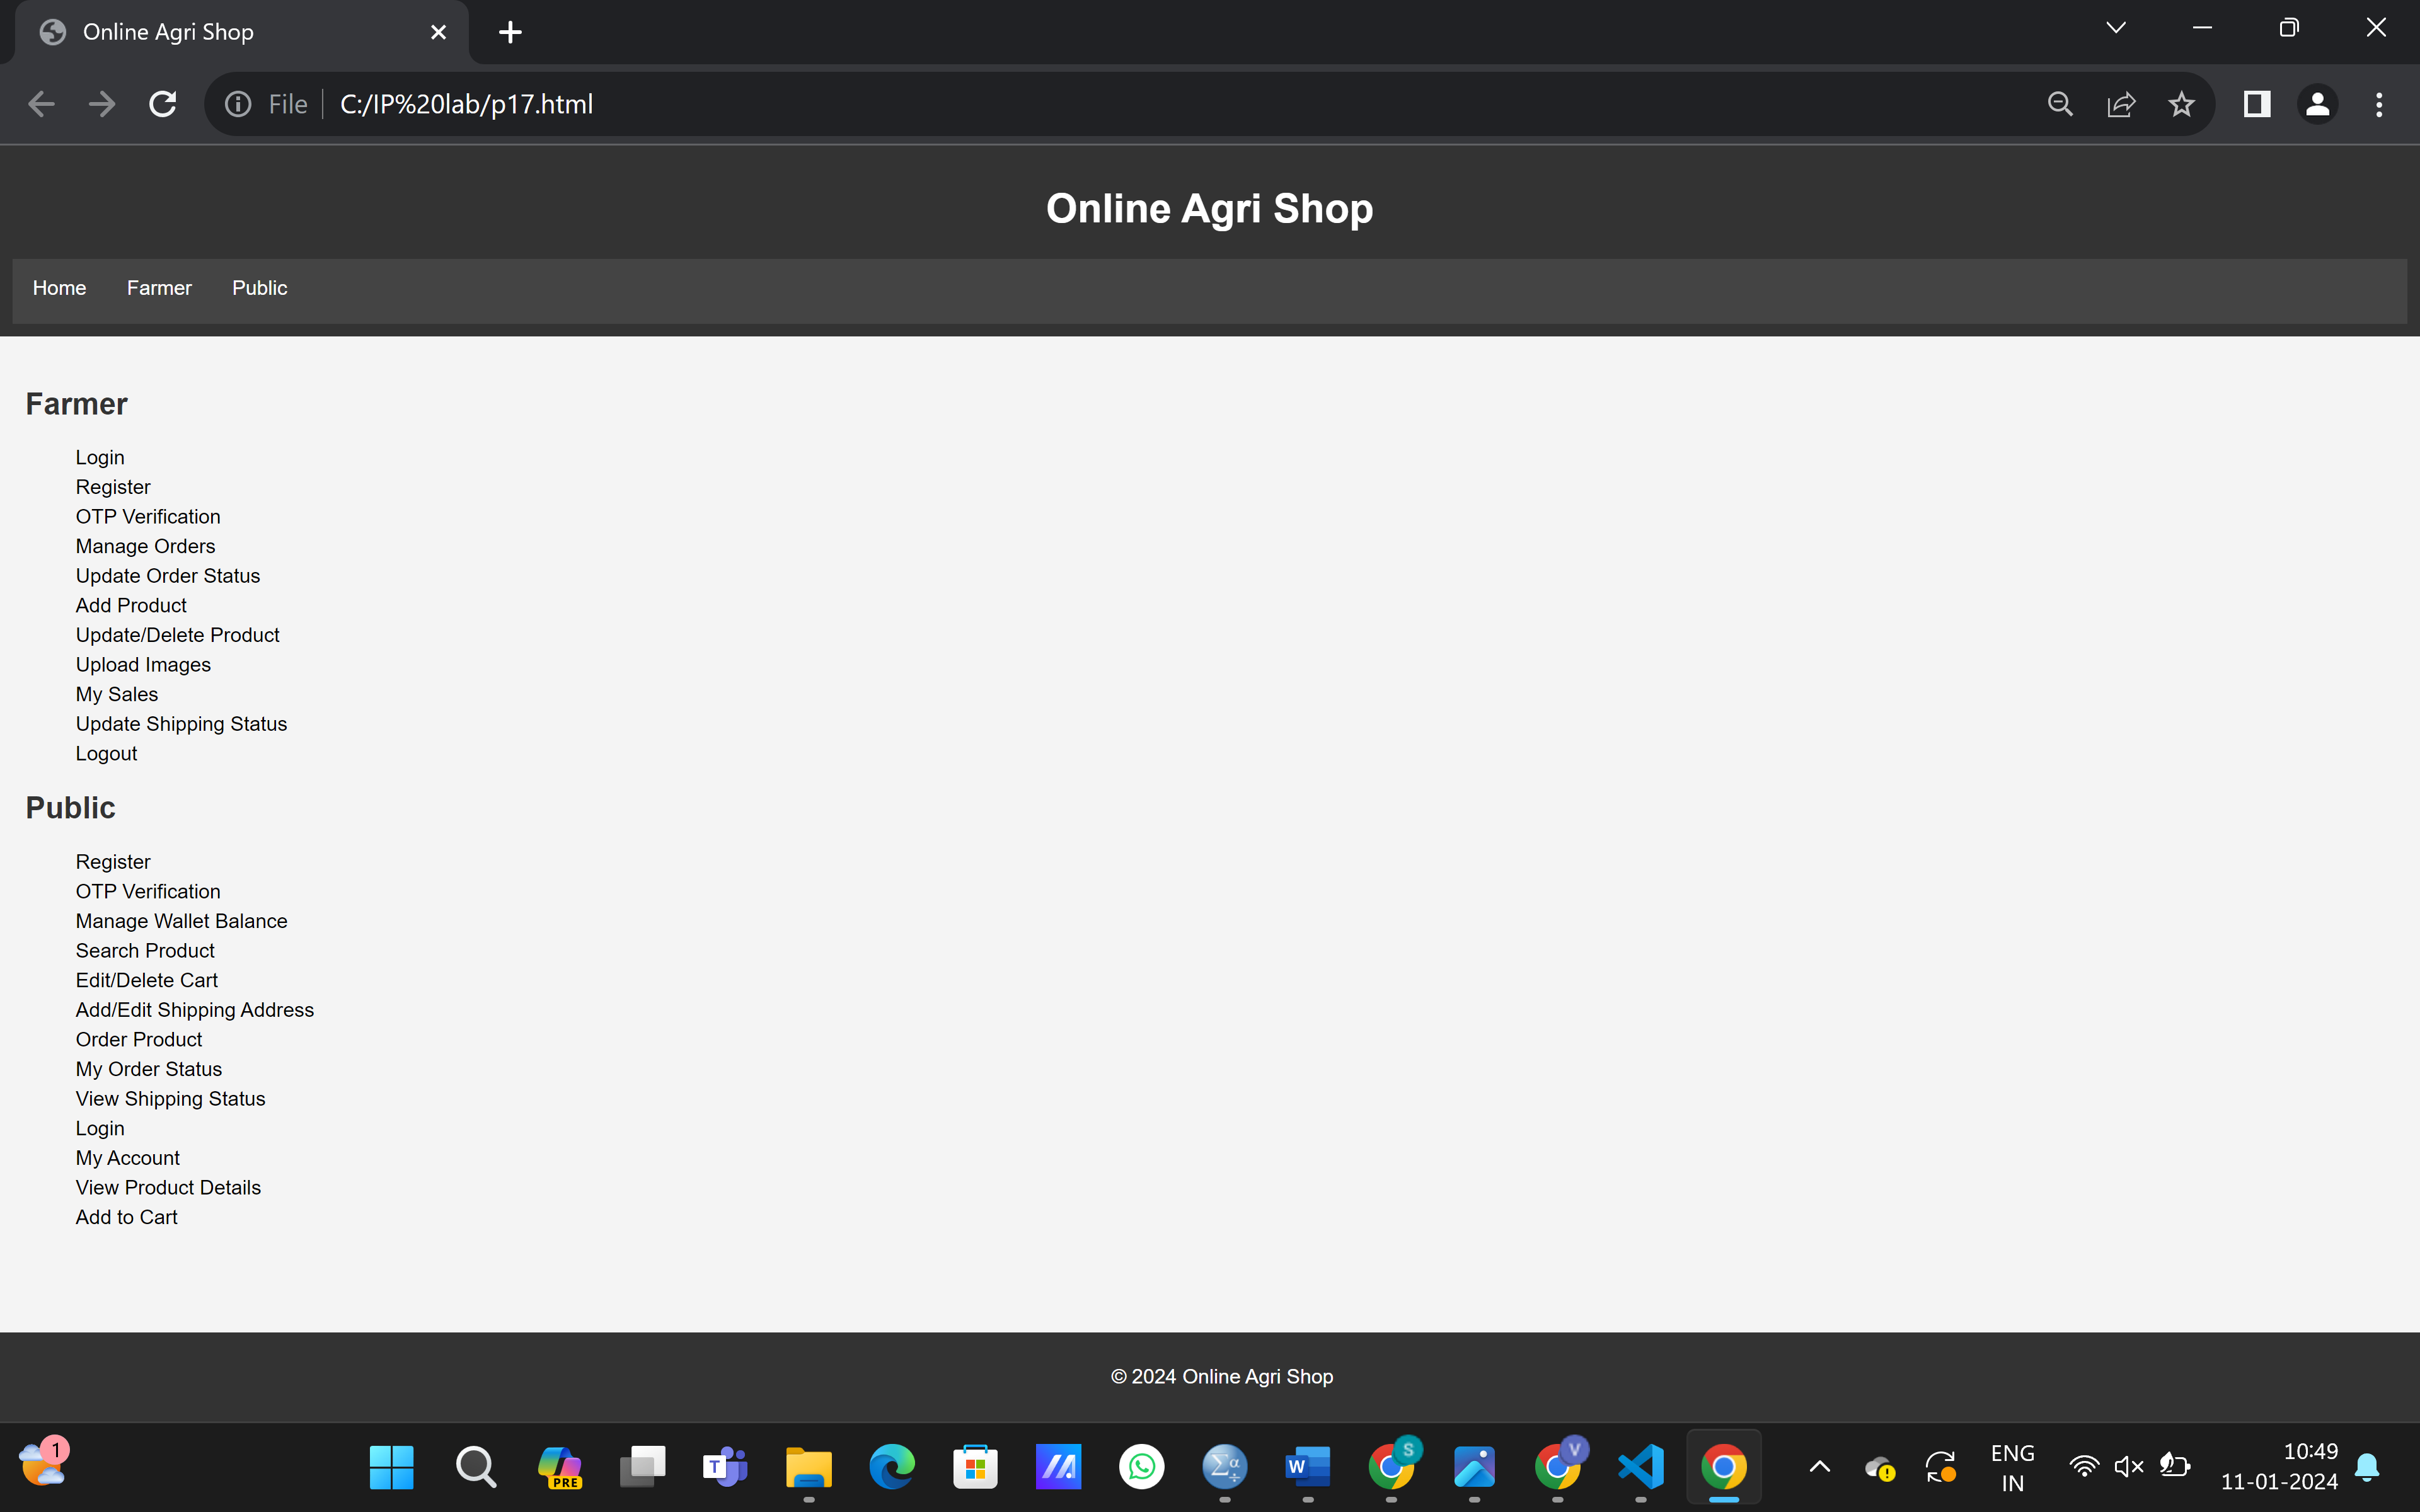 Online Agri Shop
File C:/IP%20lab/p17.html
Online Agri Shop
Home Farmer Public
Farmer
Login
Register
OTP Verification
Manage Orders
Update Order Status
Add Product
Update/Delete Product
Upload Images
My Sales
Update Shipping Status
Logout
Public
Register
OTP Verification
Manage Wallet Balance
Search Product
Edit/Delete Cart
Add/Edit Shipping Address
Order Product
My Order Status
View Shipping Status
Login
My Account
View Product Details
Add to Cart
© 2024 Online Agri Shop
1
PRE
T
Σα÷
W
S
V
ENG
IN
10:49
11-01-2024